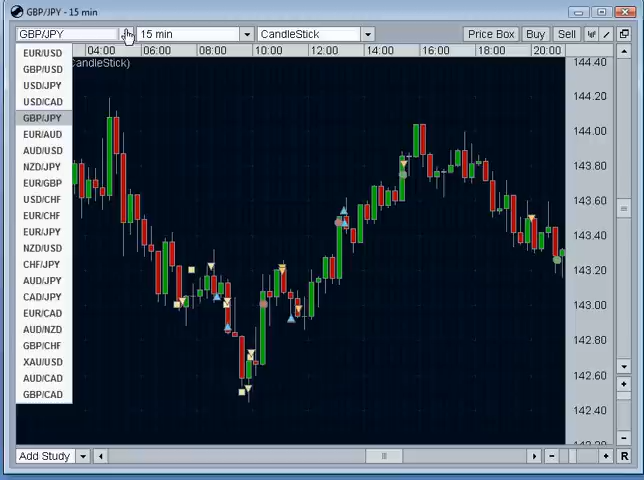 GBP/JPY - 15 min
GBP/JPY 15 min CandleStick Price Box Buy Sell
04:00 06:00 08:00 10:00 12:00 14:00 16:00 18:00 20:00
CandleStick)
EUR/USD
GBP/USD
USD/JPY
USD/CAD
GBP/JPY
EUR/AUD
AUD/USD
NZD/JPY
EUR/GBP
USD/CHF
EUR/CHF
EUR/JPY
NZD/USD
CHF/JPY
AUD/JPY
CAD/JPY
EUR/CAD
AUD/NZD
GBP/CHF
XAU/USD
AUD/CAD
GBP/CAD
144.40
144.20
144.00
143.80
143.60
143.40
143.20
143.00
142.80
142.60
142.40
142.20
Add Study R